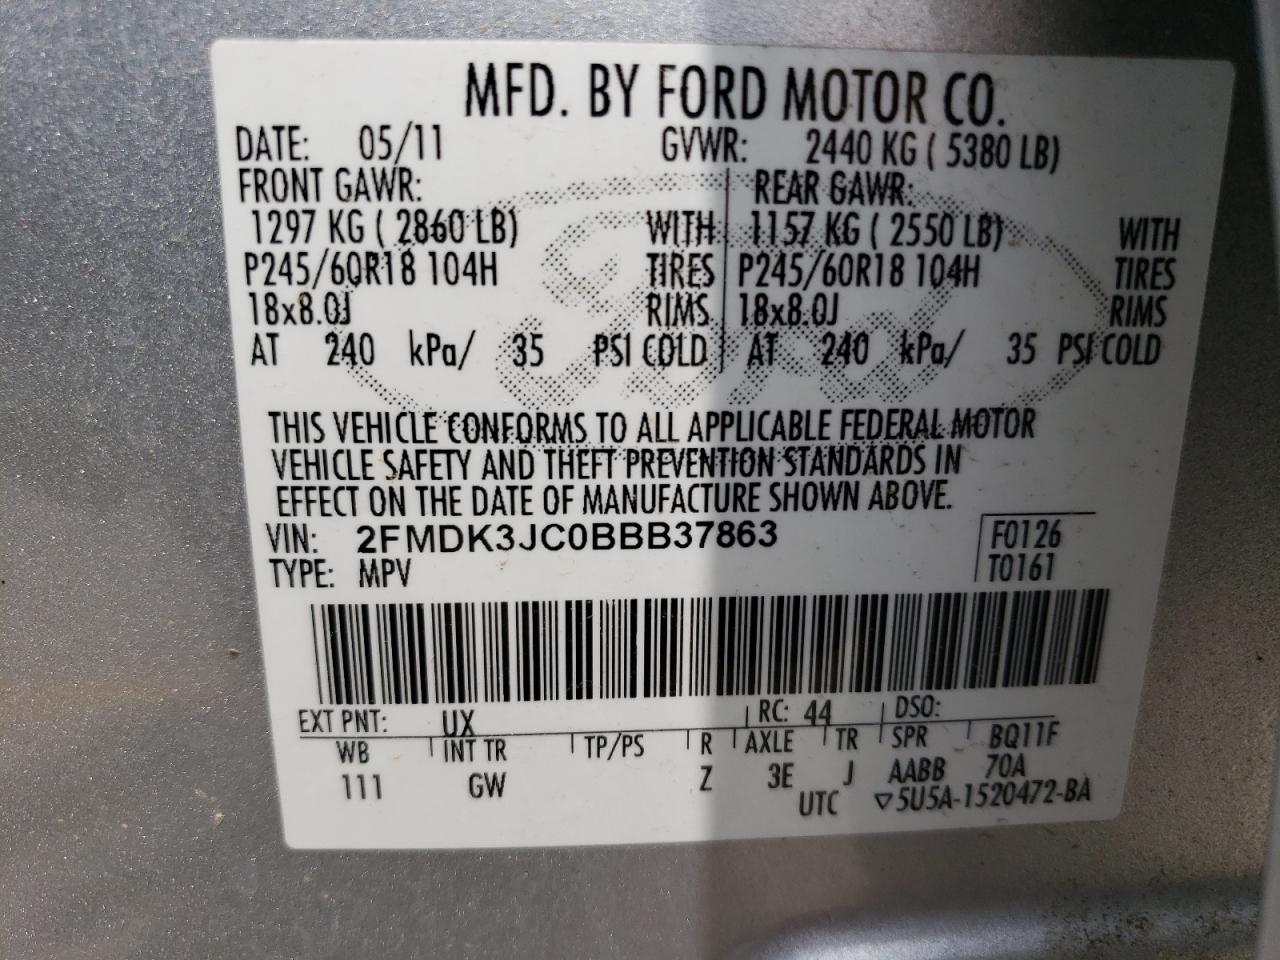 MFD. BY FORD MOTOR CO.
DATE: 05/11 GVWR: 2440 KG ( 5380 LB)
FRONT GAWR: REAR GAWR:
1297 KG ( 2860 LB) WITH 1157 KG ( 2550 LB) WITH
P245/60R18 104H TIRES P245/60R18 104H TIRES
18x8.0J RIMS 18x8.0J RIMS
AT 240 kPa/ 35 PSI COLD AT 240 kPa/ 35 PSI COLD
Ford
THIS VEHICLE CONFORMS TO ALL APPLICABLE FEDERAL MOTOR
VEHICLE SAFETY AND THEFT PREVENTION STANDARDS IN
EFFECT ON THE DATE OF MANUFACTURE SHOWN ABOVE.
VIN: 2FMDK3JC0BBB37863 F0126
TYPE: MPV T0161
EXT PNT: UX RC: 44 DSO:
WB INT TR TP/PS R AXLE TR SPR BQ11F
111 GW Z 3E J AABB 70A
UTC ▽5U5A-1520472-BA